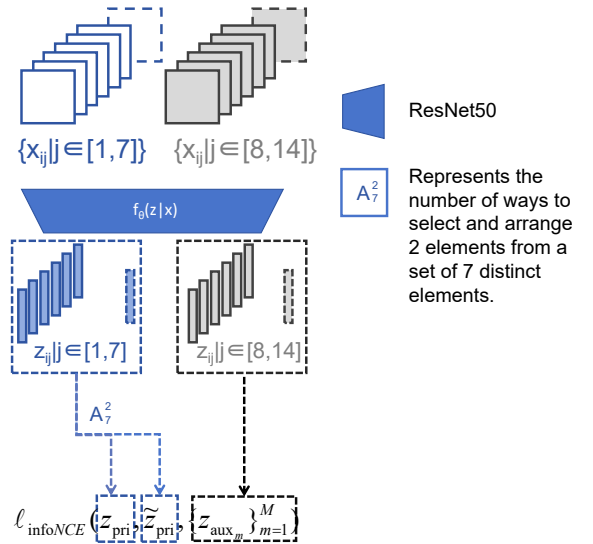 {x_ij|j∈[1,7]} {x_ij|j∈[8,14]}
f_θ(z|x)
z_ij|j∈[1,7] z_ij|j∈[8,14]
A_7^2
ℓ_infoNCE(z_pri, z̃_pri, {z_aux_m}_{m=1}^M)
ResNet50
A_7^2
Represents the
number of ways to
select and arrange
2 elements from a
set of 7 distinct
elements.